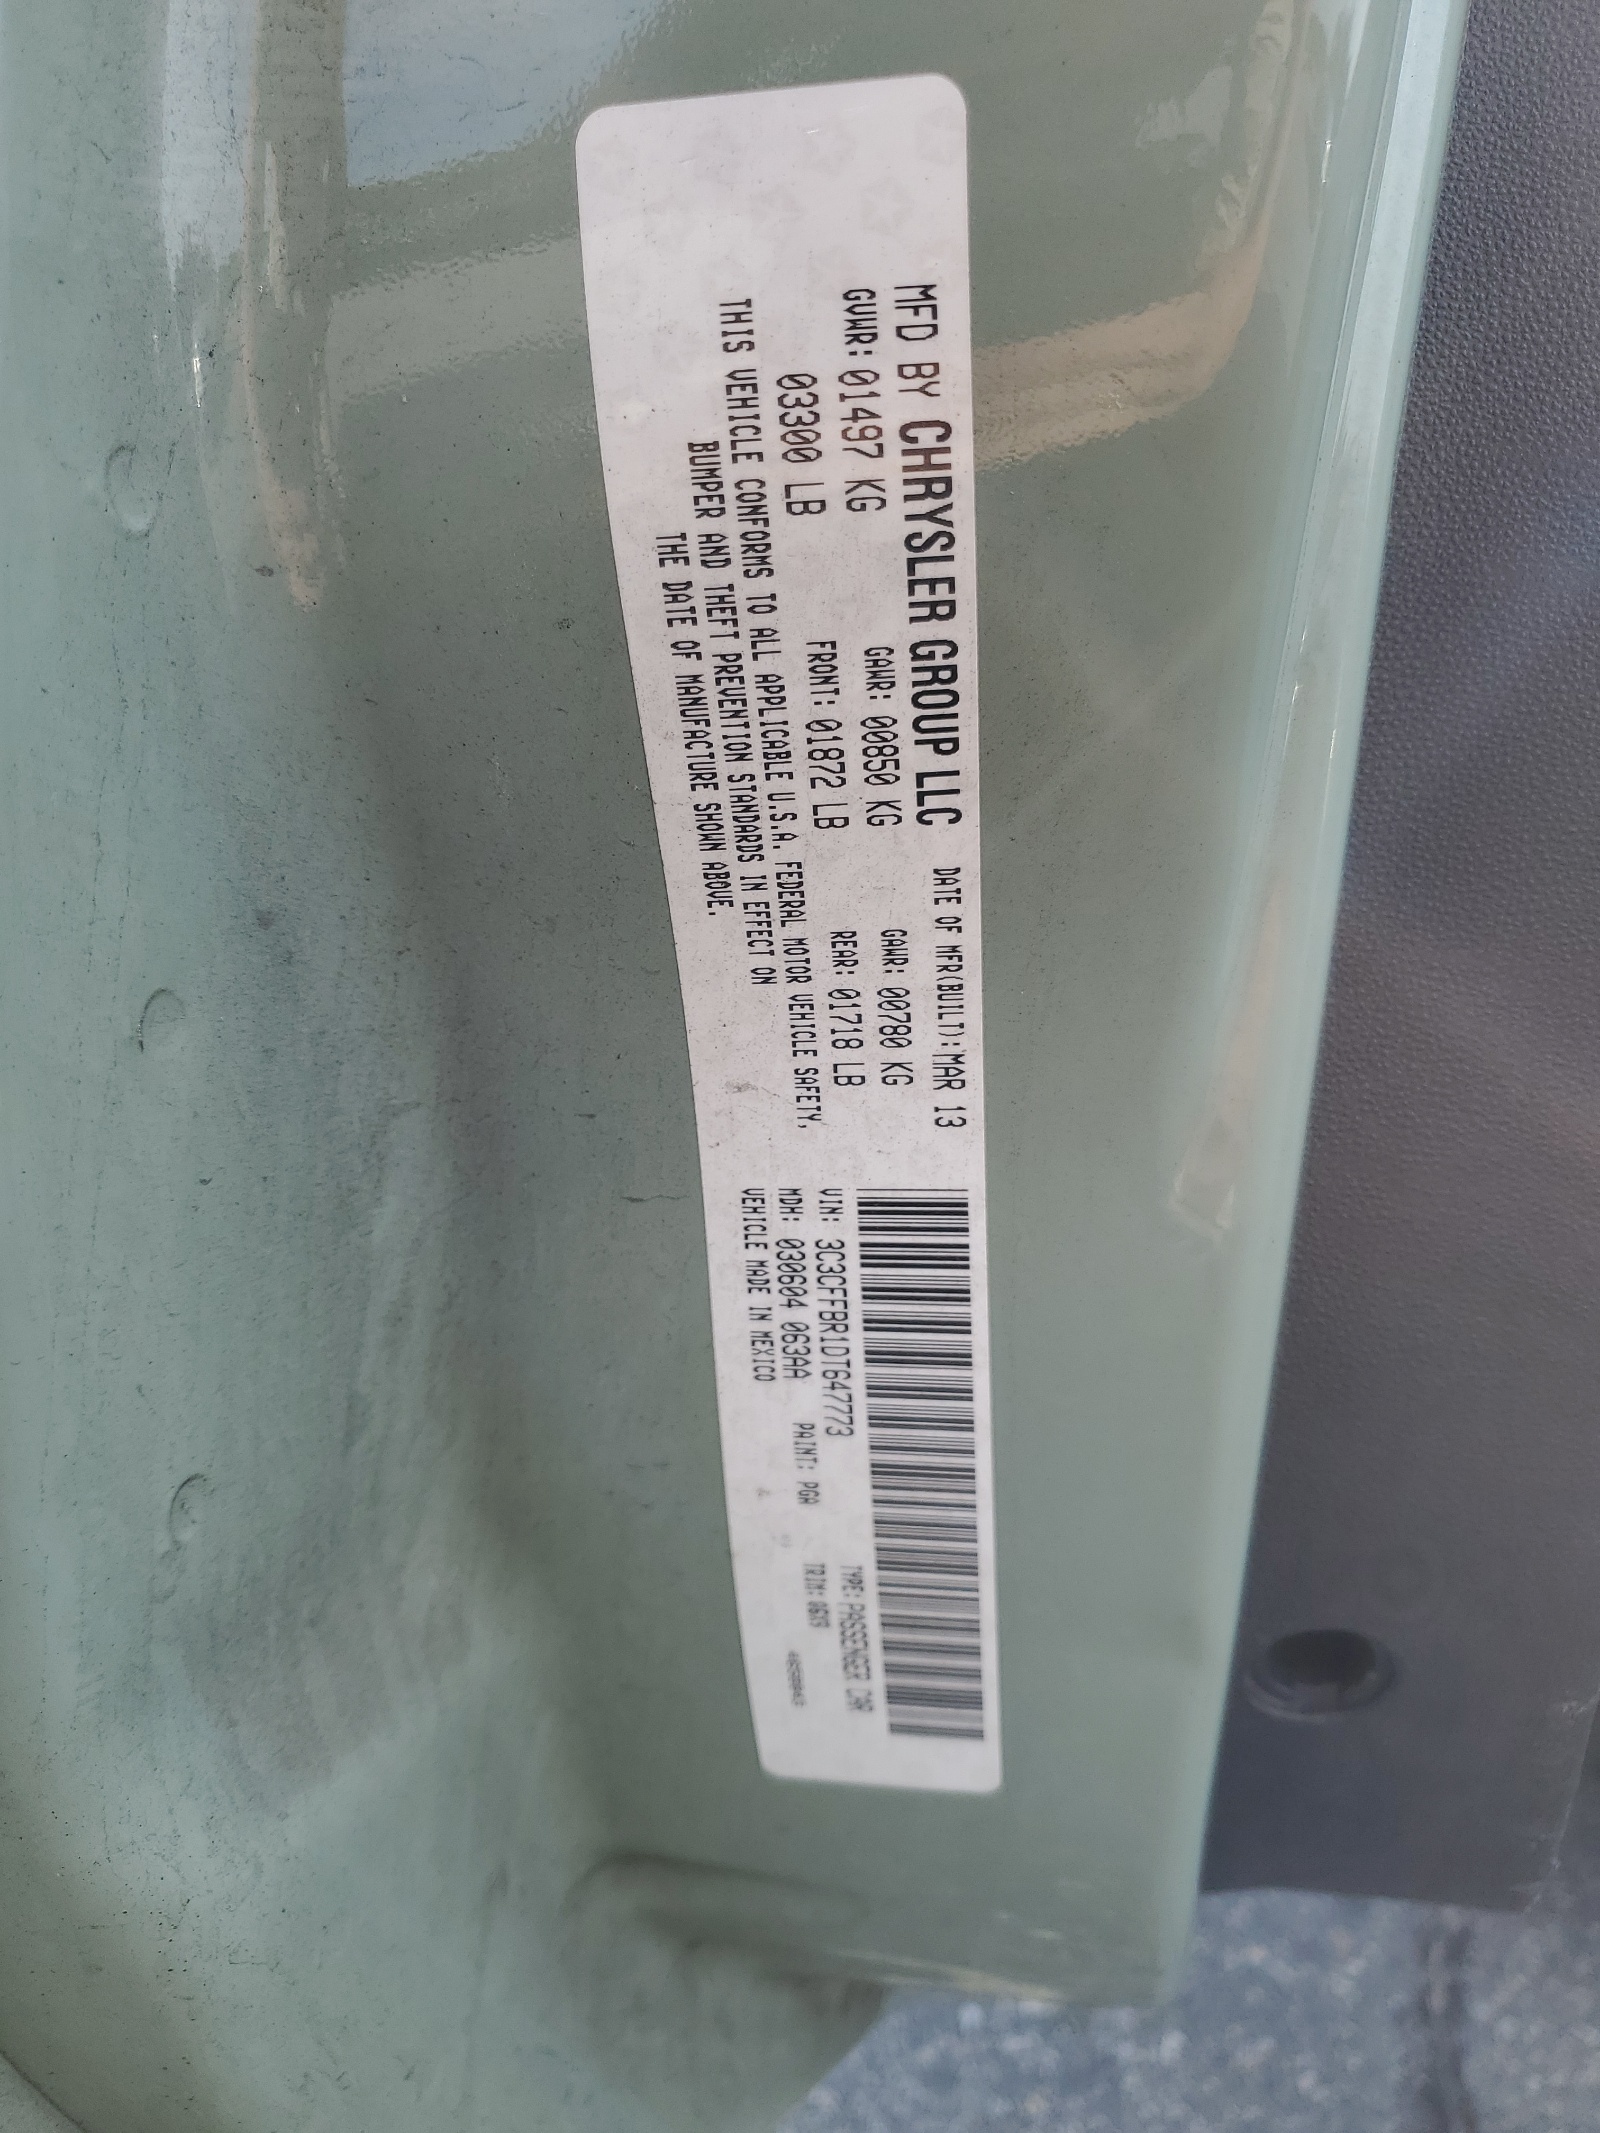 MFD BY CHRYSLER GROUP LLC DATE OF MFR(BUILT):MAR 13
GVWR: 01497 KG GAWR: 00850 KG GAWR: 00780 KG
03300 LB FRONT: 01872 LB REAR: 01718 LB
THIS VEHICLE CONFORMS TO ALL APPLICABLE U.S.A. FEDERAL MOTOR VEHICLE SAFETY,
BUMPER AND THEFT PREVENTION STANDARDS IN EFFECT ON
THE DATE OF MANUFACTURE SHOWN ABOVE.
VIN: 3C3CFFBR1DT647773 TYPE: PASSENGER CAR
MDH: 030604 063AA PAINT: PGA TRIM:
VEHICLE MADE IN MEXICO